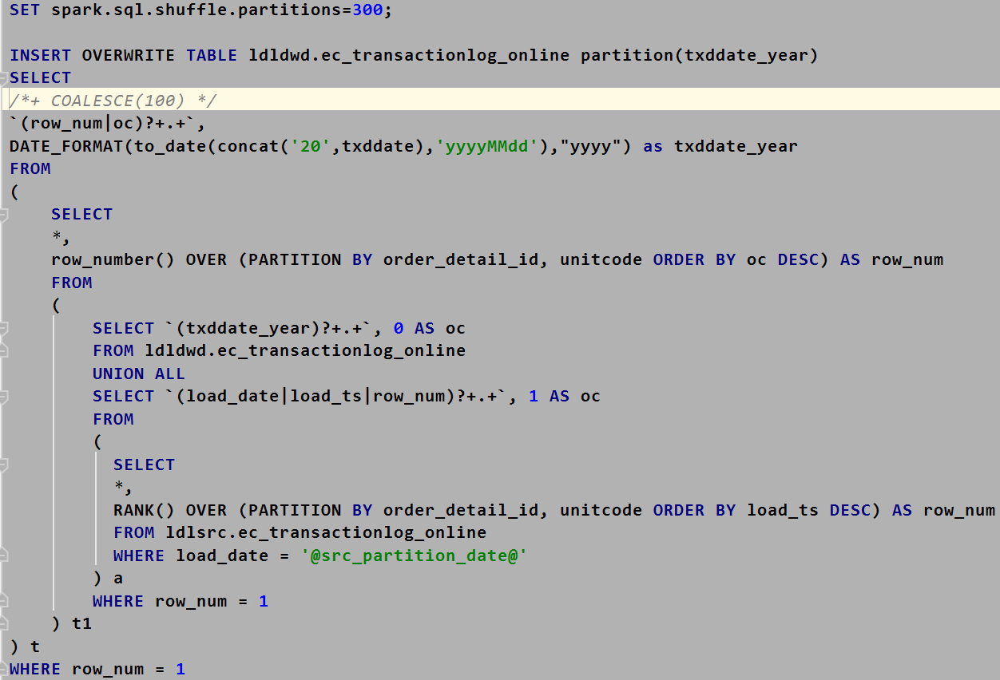 SET spark.sql.shuffle.partitions=300;
INSERT OVERWRITE TABLE ldldwd.ec_transactionlog_online partition(txddate_year)
SELECT
/*+ COALESCE(100) */
`(row_num|oc)?+.+`,
DATE_FORMAT(to_date(concat('20',txddate),'yyyyMMdd'),"yyyy") as txddate_year
FROM
(
SELECT
*,
row_number() OVER (PARTITION BY order_detail_id, unitcode ORDER BY oc DESC) AS row_num
FROM
(
SELECT `(txddate_year)?+.+`, 0 AS oc
FROM ldldwd.ec_transactionlog_online
UNION ALL
SELECT `(load_date|load_ts|row_num)?+.+`, 1 AS oc
FROM
(
SELECT
*,
RANK() OVER (PARTITION BY order_detail_id, unitcode ORDER BY load_ts DESC) AS row_num
FROM ldlsrc.ec_transactionlog_online
WHERE load_date = '@src_partition_date@'
) a
WHERE row_num = 1
) t1
) t
WHERE row_num = 1